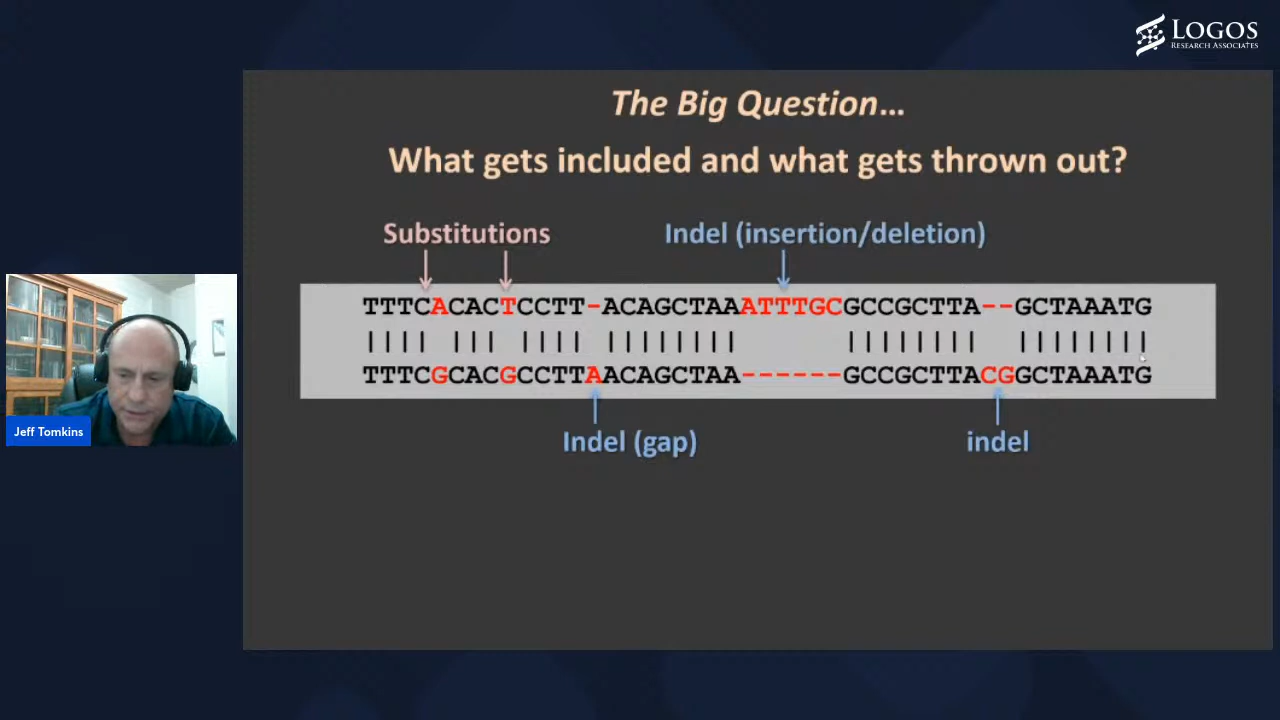 LOGOS
RESEARCH ASSOCIATES
The Big Question...
What gets included and what gets thrown out?
Substitutions
Indel (insertion/deletion)
TTTCACACTCCTT-ACAGCTAAATTTGCGCCGCTTA--GCTAAATG
TTTCGCACGCCTTAACAGCTAA------GCCGCTTACGGCTAAATG
Indel (gap)
indel
Jeff Tomkins